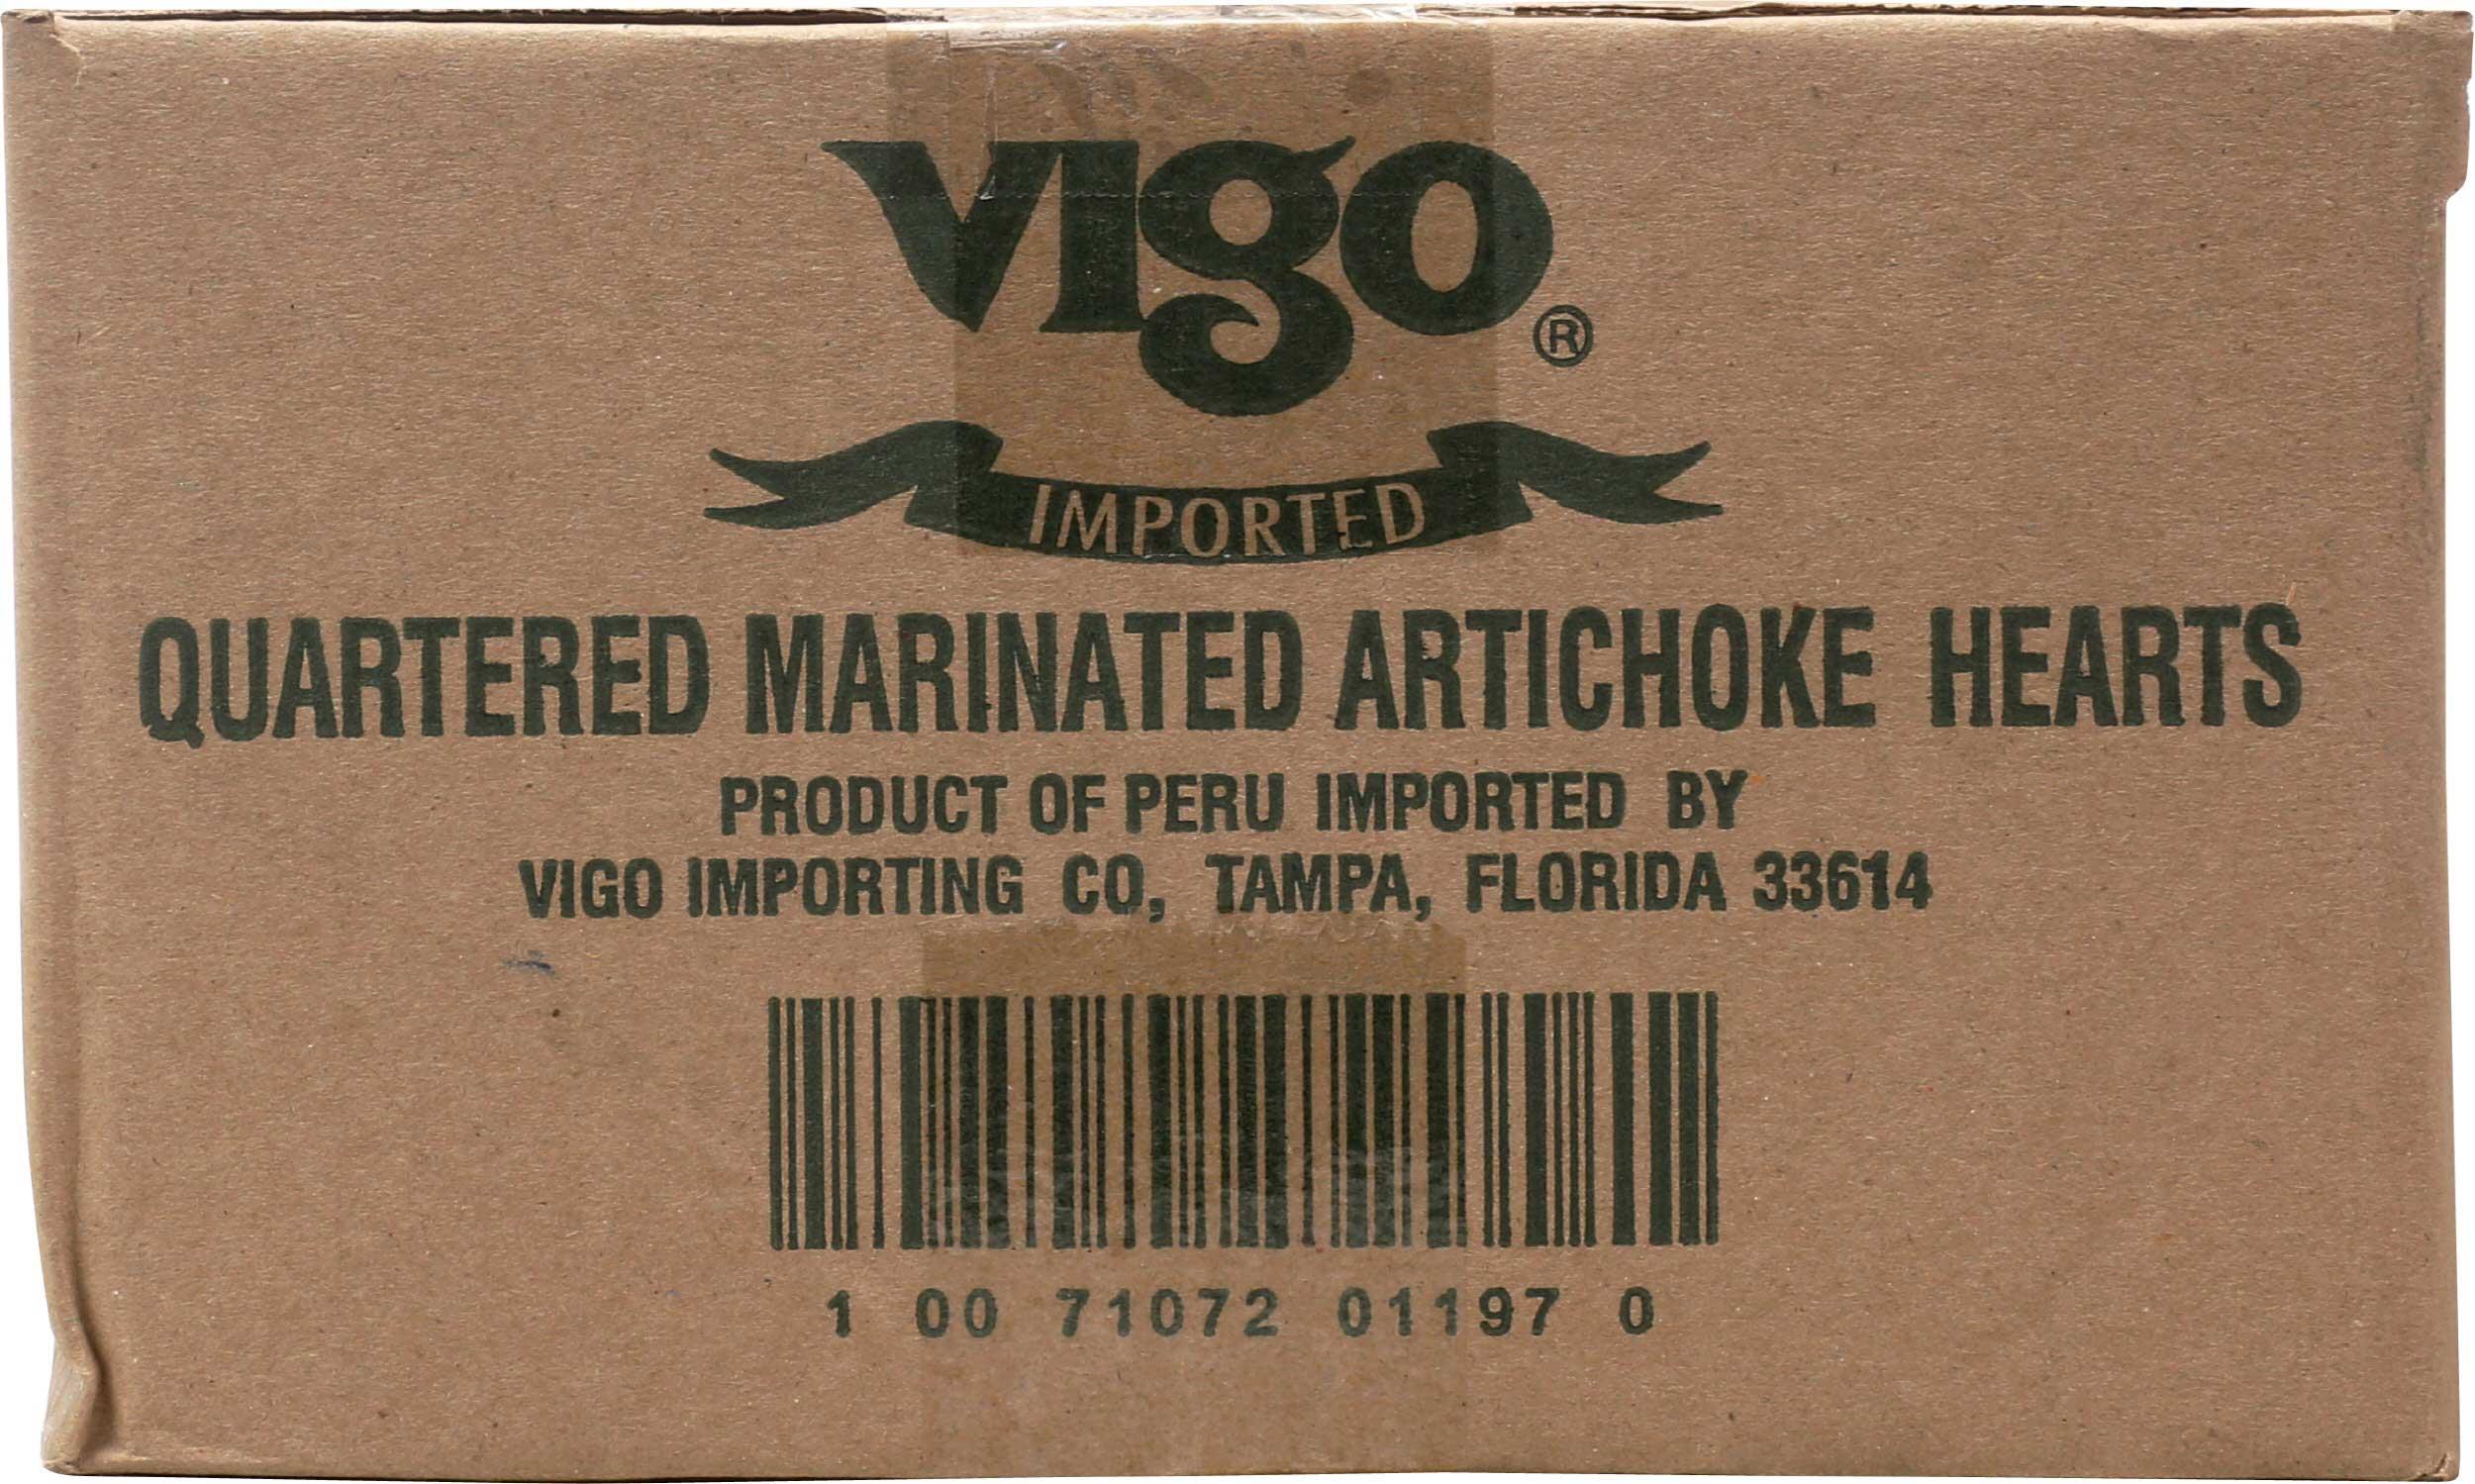 VIGO®
IMPORTED
QUARTERED MARINATED ARTICHOKE HEARTS
PRODUCT OF PERU IMPORTED BY
VIGO IMPORTING CO, TAMPA, FLORIDA 33614
1 00 71072 01197 0